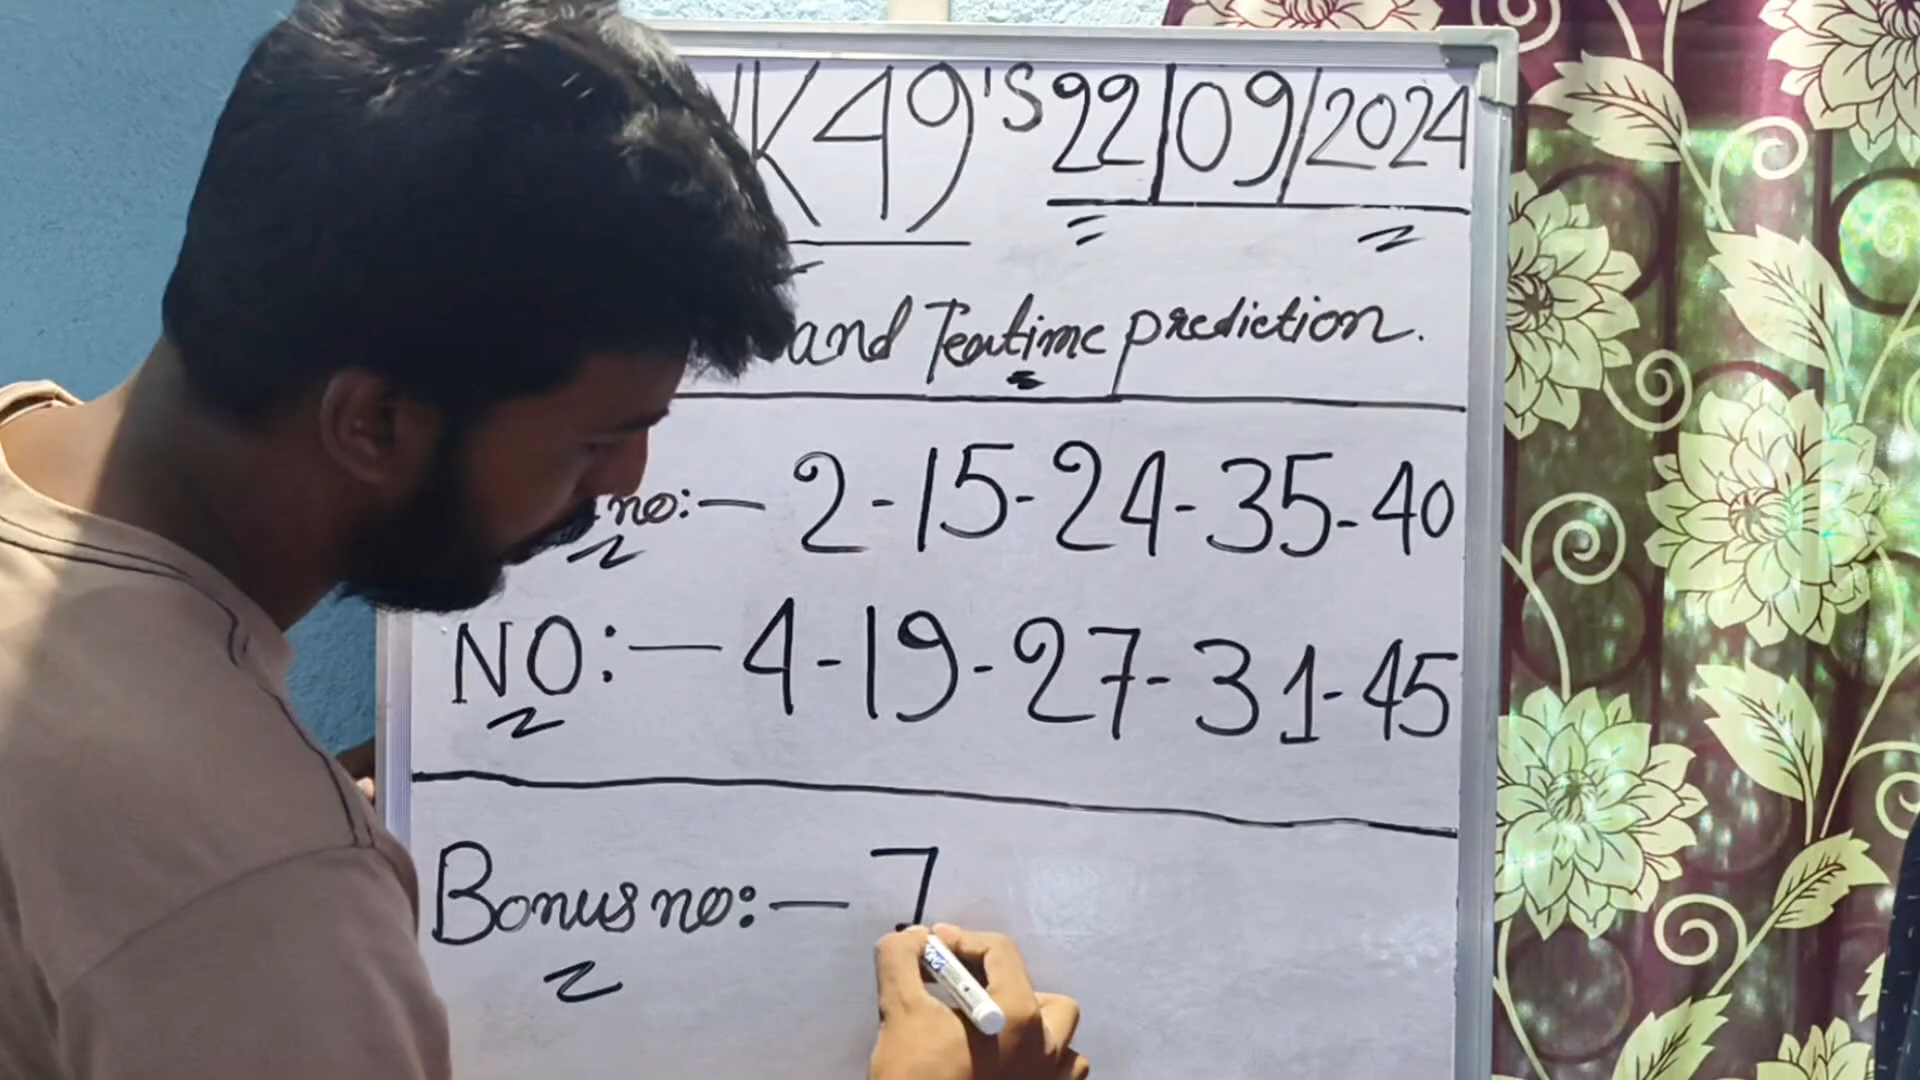 UK49's 22/09/2024
and Teatime prediction.
no:- 2-15-24-35-40
NO:- 4-19-27-31-45
Bonus no:- 7